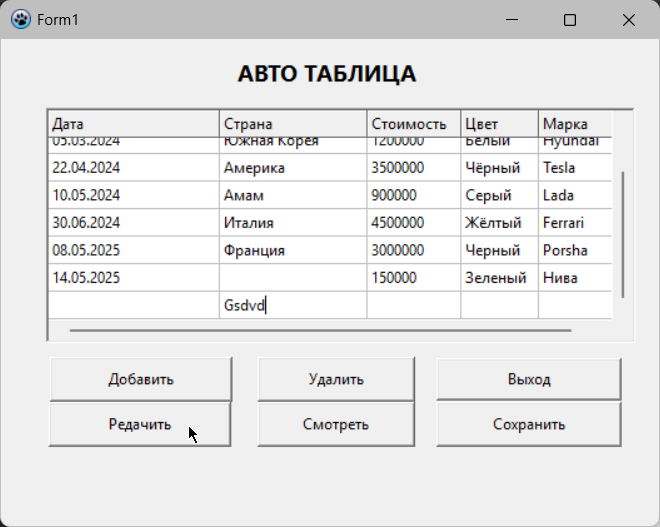 Form1
АВТО ТАБЛИЦА
Дата Страна Стоимость Цвет Марка
05.03.2024 Южная Корея 1200000 Белый Hyundai
22.04.2024 Америка 3500000 Чёрный Tesla
10.05.2024 Амам 900000 Серый Lada
30.06.2024 Италия 4500000 Жёлтый Ferrari
08.05.2025 Франция 3000000 Черный Porsha
14.05.2025 150000 Зеленый Нива
Gsdvd
Добавить Удалить Выход
Редачить Смотреть Сохранить